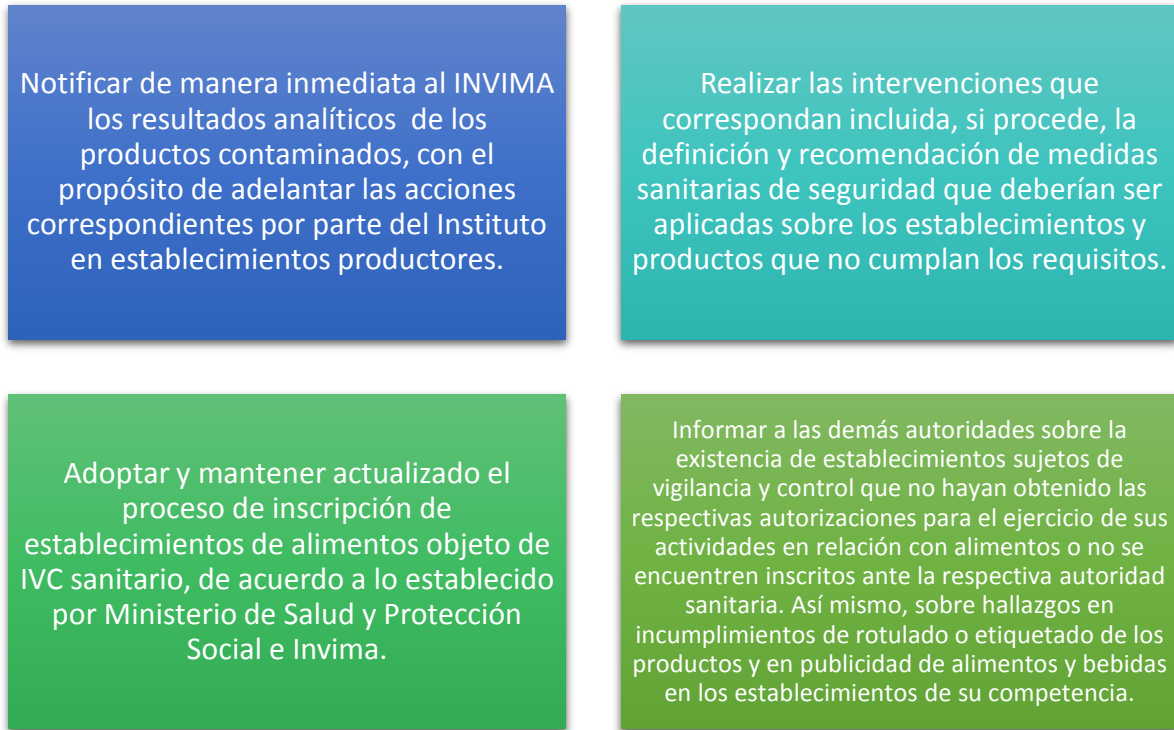 Notificar de manera inmediata al INVIMA
los resultados analíticos de los
productos contaminados, con el
propósito de adelantar las acciones
correspondientes por parte del Instituto
en establecimientos productores.
Realizar las intervenciones que
correspondan incluida, si procede, la
definición y recomendación de medidas
sanitarias de seguridad que deberían ser
aplicadas sobre los establecimientos y
productos que no cumplan los requisitos.
Adoptar y mantener actualizado el
proceso de inscripción de
establecimientos de alimentos objeto de
IVC sanitario, de acuerdo a lo establecido
por Ministerio de Salud y Protección
Social e Invima.
Informar a las demás autoridades sobre la
existencia de establecimientos sujetos de
vigilancia y control que no hayan obtenido las
respectivas autorizaciones para el ejercicio de sus
actividades en relación con alimentos o no se
encuentren inscritos ante la respectiva autoridad
sanitaria. Así mismo, sobre hallazgos en
incumplimientos de rotulado o etiquetado de los
productos y en publicidad de alimentos y bebidas
en los establecimientos de su competencia.